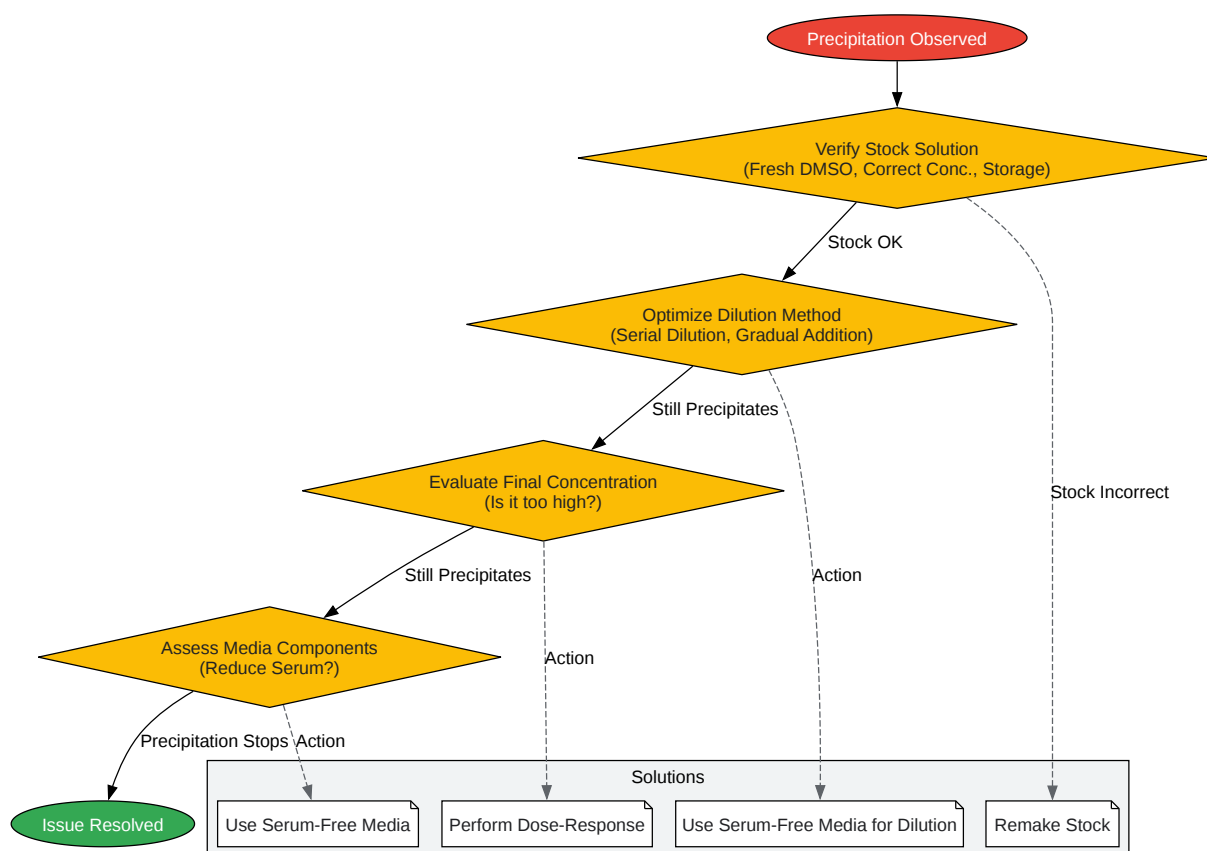 Precipitation Observed
Verify Stock Solution
(Fresh DMSO, Correct Conc., Storage)
Stock OK
Optimize Dilution Method
(Serial Dilution, Gradual Addition)
Still Precipitates
Evaluate Final Concentration
(Is it too high?)
Stock Incorrect
Still Precipitates
Action
Assess Media Components
(Reduce Serum?)
Action
Precipitation Stops
Action
Solutions
Issue Resolved
Use Serum-Free Media
Perform Dose-Response
Use Serum-Free Media for Dilution
Remake Stock